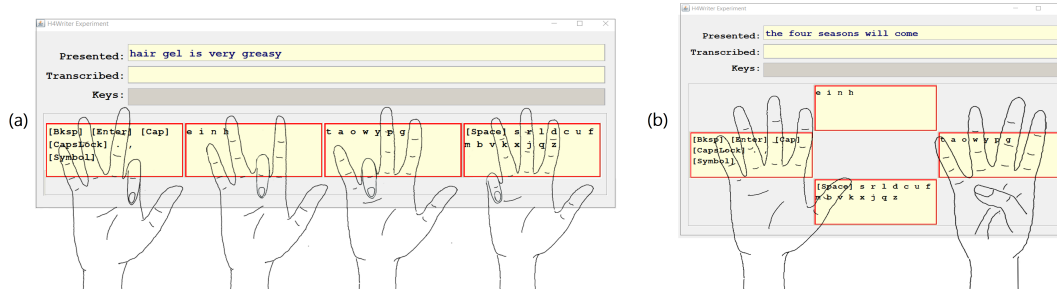 (a)
H4Writer Experiment
Presented: hair gel is very greasy
Transcribed:
Keys:
[Bksp] [Enter] [Cap]
[CapsLock] . ,
[Symbol]
e i n h
t a o w y p g
[Space] s r l d c u f
m b v k x j q z
(b)
H4Writer Experiment
Presented: the four seasons will come
Transcribed:
Keys:
e i n h
[Bksp] [Enter] [Cap]
[CapsLock] .
[Symbol]
t a o w y p g
[Space] s r l d c u f
m b v k x j q z